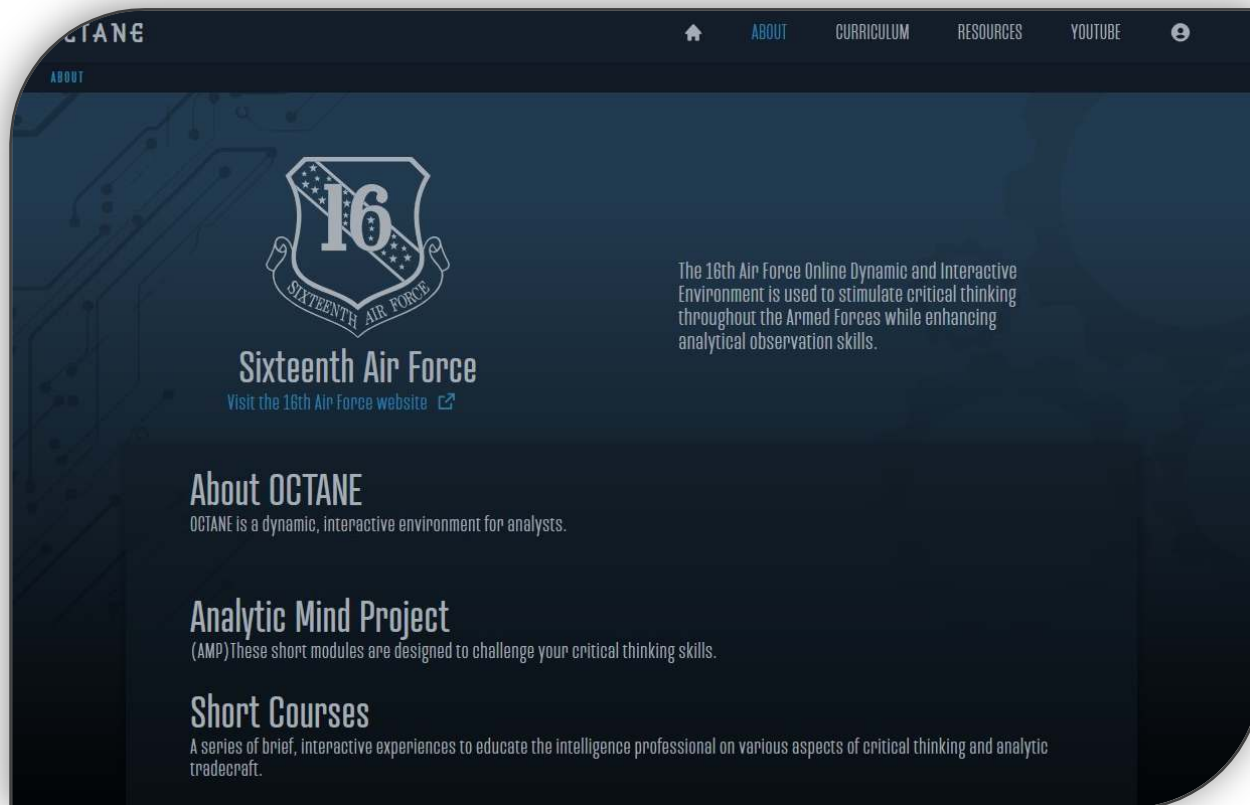 OCTANE
ABOUT
CURRICULUM
RESOURCES
YOUTUBE
ABOUT
16
SIXTEENTH AIR FORCE
Sixteenth Air Force
Visit the 16th Air Force website
The 16th Air Force Online Dynamic and Interactive
Environment is used to stimulate critical thinking
throughout the Armed Forces while enhancing
analytical observation skills.
About OCTANE
OCTANE is a dynamic, interactive environment for analysts.
Analytic Mind Project
(AMP)These short modules are designed to challenge your critical thinking skills.
Short Courses
A series of brief, interactive experiences to educate the intelligence professional on various aspects of critical thinking and analytic
tradecraft.